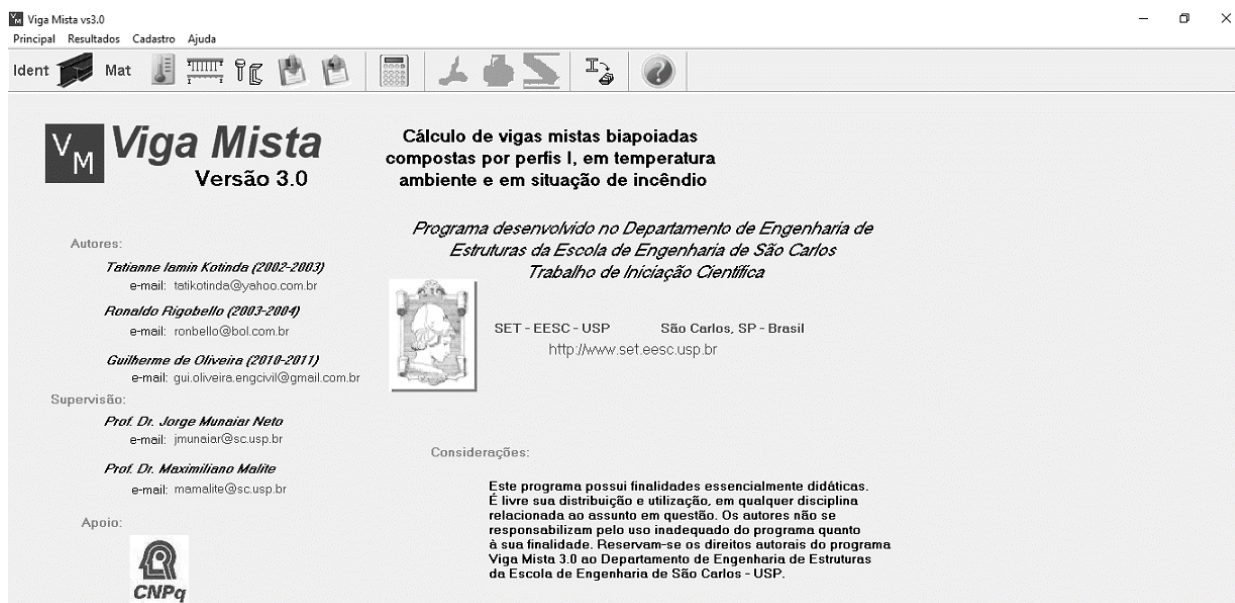 VM Viga Mista vs3.0
Principal Resultados Cadastro Ajuda
Ident Mat
VM Viga Mista
Versão 3.0
Cálculo de vigas mistas biapoiadas
compostas por perfis I, em temperatura
ambiente e em situação de incêndio
Programa desenvolvido no Departamento de Engenharia de
Estruturas da Escola de Engenharia de São Carlos
Trabalho de Iniciação Científica
Autores:
Tatianne Iamin Kotinda (2002-2003)
e-mail: tatikotinda@yahoo.com.br
Ronaldo Rigobello (2003-2004)
e-mail: ronbello@bol.com.br
Guilherme de Oliveira (2010-2011)
e-mail: gui.oliveira.engcivil@gmail.com.br
Supervisão:
Prof. Dr. Jorge Munaiar Neto
e-mail: jmunaiar@sc.usp.br
Prof. Dr. Maximiliano Malite
e-mail: mamalite@sc.usp.br
Apoio:
CNPq
SET - EESC - USP São Carlos, SP - Brasil
http://www.set.eesc.usp.br
Considerações:
Este programa possui finalidades essencialmente didáticas.
É livre sua distribuição e utilização, em qualquer disciplina
relacionada ao assunto em questão. Os autores não se
responsabilizam pelo uso inadequado do programa quanto
à sua finalidade. Reservam-se os direitos autorais do programa
Viga Mista 3.0 ao Departamento de Engenharia de Estruturas
da Escola de Engenharia de São Carlos - USP.